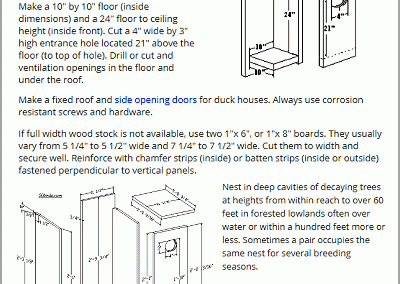 Make a 10" by 10" floor (inside
dimensions) and a 24" floor to ceiling
height (inside front). Cut a 4" wide by 3"
high entrance hole located 21" above the
floor (to top of hole). Drill or cut and
ventilation openings in the floor and
under the roof.
24"
10"
10"
Make a fixed roof and side opening doors for duck houses. Always use corrosion
resistant screws and hardware.
If full width wood stock is not available, use two 1"x 6", or 1"x 8" boards. They usually
vary from 5 1/4" to 5 1/2" wide and 7 1/4" to 7 1/2" wide. Cut them to width and
secure well. Reinforce with chamfer strips (inside) or batten strips (inside or outside)
fastened perpendicular to vertical panels.
Nest in deep cavities of decaying trees
at heights from within reach to over 60
feet in forested lowlands often over
water or within a hundred feet more or
less. Sometimes a pair occupies the
same nest for several breeding
seasons.